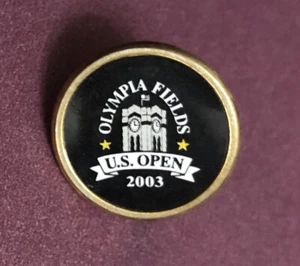 OLYMPIA FIELDS
U.S. OPEN
2003